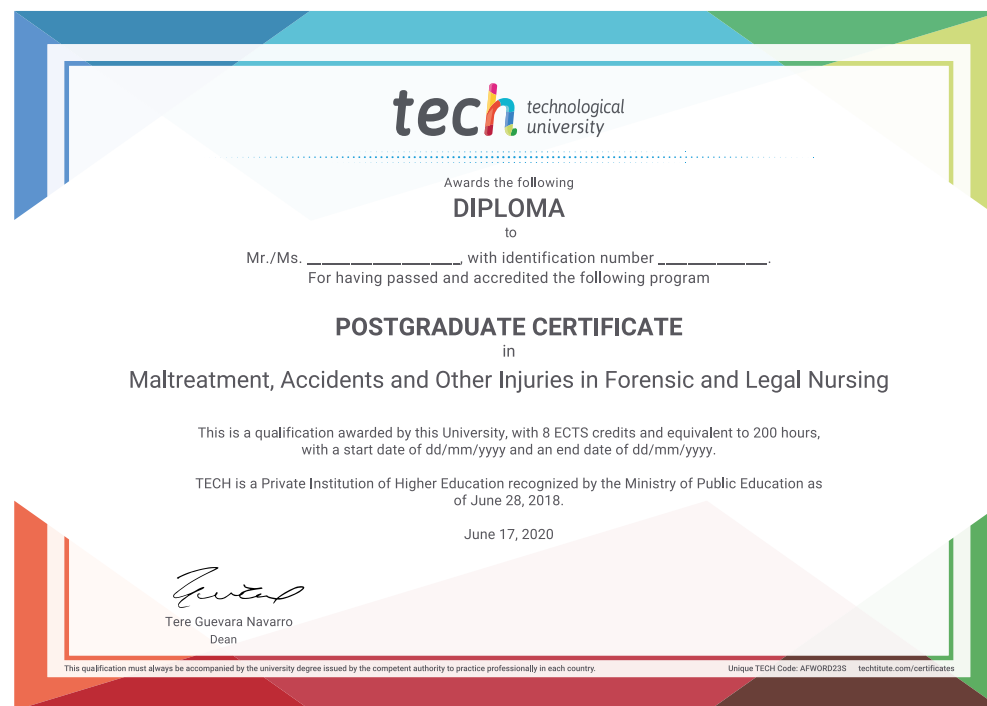 tech technological
university
Awards the following
DIPLOMA
to
Mr./Ms. ____________________, with identification number ______________.
For having passed and accredited the following program
POSTGRADUATE CERTIFICATE
in
Maltreatment, Accidents and Other Injuries in Forensic and Legal Nursing
This is a qualification awarded by this University, with 8 ECTS credits and equivalent to 200 hours,
with a start date of dd/mm/yyyy and an end date of dd/mm/yyyy.
TECH is a Private Institution of Higher Education recognized by the Ministry of Public Education as
of June 28, 2018.
June 17, 2020
Tere Guevara Navarro
Dean
This qualification must always be accompanied by the university degree issued by the competent authority to practice professionally in each country.
Unique TECH Code: AFWORD23S techtitute.com/certificates